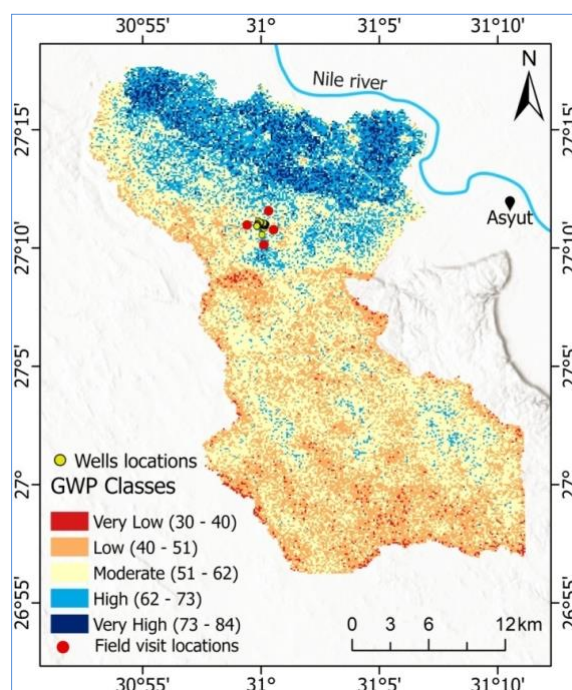 30°55' 31° 31°5' 31°10'
N
Nile river
27°15' 27°15'
Asyut
27°10' 27°10'
27°5' 27°5'
Wells locations
27° 27°
GWP Classes
Very Low (30 - 40)
Low (40 - 51)
Moderate (51 - 62)
High (62 - 73)
Very High (73 - 84)
Field visit locations
0 3 6 12 km
26°55' 26°55'
30°55' 31° 31°5' 31°10'